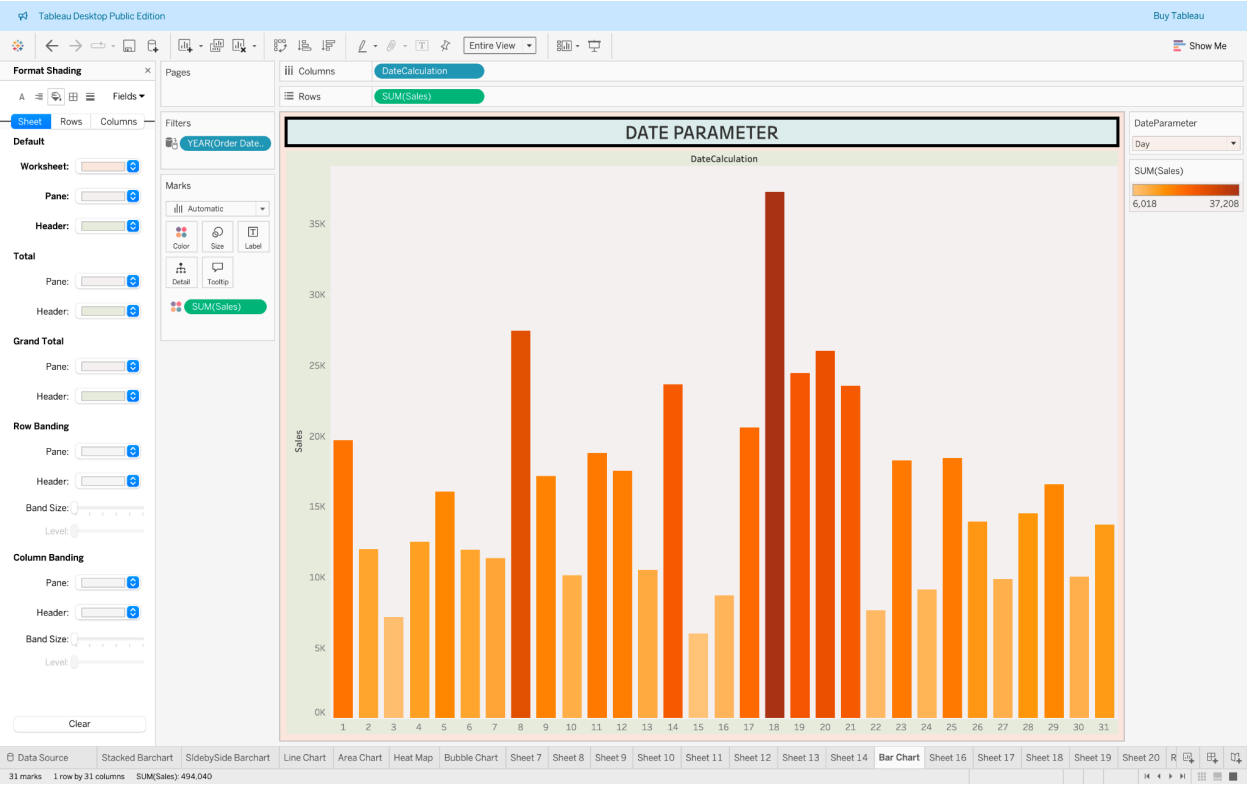 Tableau Desktop Public Edition
Buy Tableau
Entire View
Show Me
Format Shading
Fields
Sheet Rows Columns
Default
Worksheet:
Pane:
Header:
Total
Pane:
Header:
Grand Total
Pane:
Header:
Row Banding
Pane:
Header:
Band Size:
Level:
Column Banding
Pane:
Header:
Band Size:
Level:
Clear
Pages
Filters
YEAR(Order Date..
Marks
Automatic
Color Size Label
Detail Tooltip
SUM(Sales)
Columns DateCalculation
Rows SUM(Sales)
DATE PARAMETER
DateCalculation
35K
30K
25K
20K
15K
10K
5K
0K
Sales
1 2 3 4 5 6 7 8 9 10 11 12 13 14 15 16 17 18 19 20 21 22 23 24 25 26 27 28 29 30 31
DateParameter
Day
SUM(Sales)
6,018 37,208
Data Source Stacked Barchart SIdebySide Barchart Line Chart Area Chart Heat Map Bubble Chart Sheet 7 Sheet 8 Sheet 9 Sheet 10 Sheet 11 Sheet 12 Sheet 13 Sheet 14 Bar Chart Sheet 16 Sheet 17 Sheet 18 Sheet 19 Sheet 20 R
31 marks 1 row by 31 columns SUM(Sales): 494,040